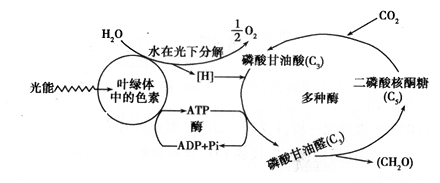 H₂O
½O₂
CO₂
水在光下分解
[H]
磷酸甘油酸(C₃)
光能
叶绿体
中的色素
ATP
酶
ADP+Pi
多种酶
二磷酸核酮糖
(C₅)
磷酸甘油醛(C₃)
(CH₂O)